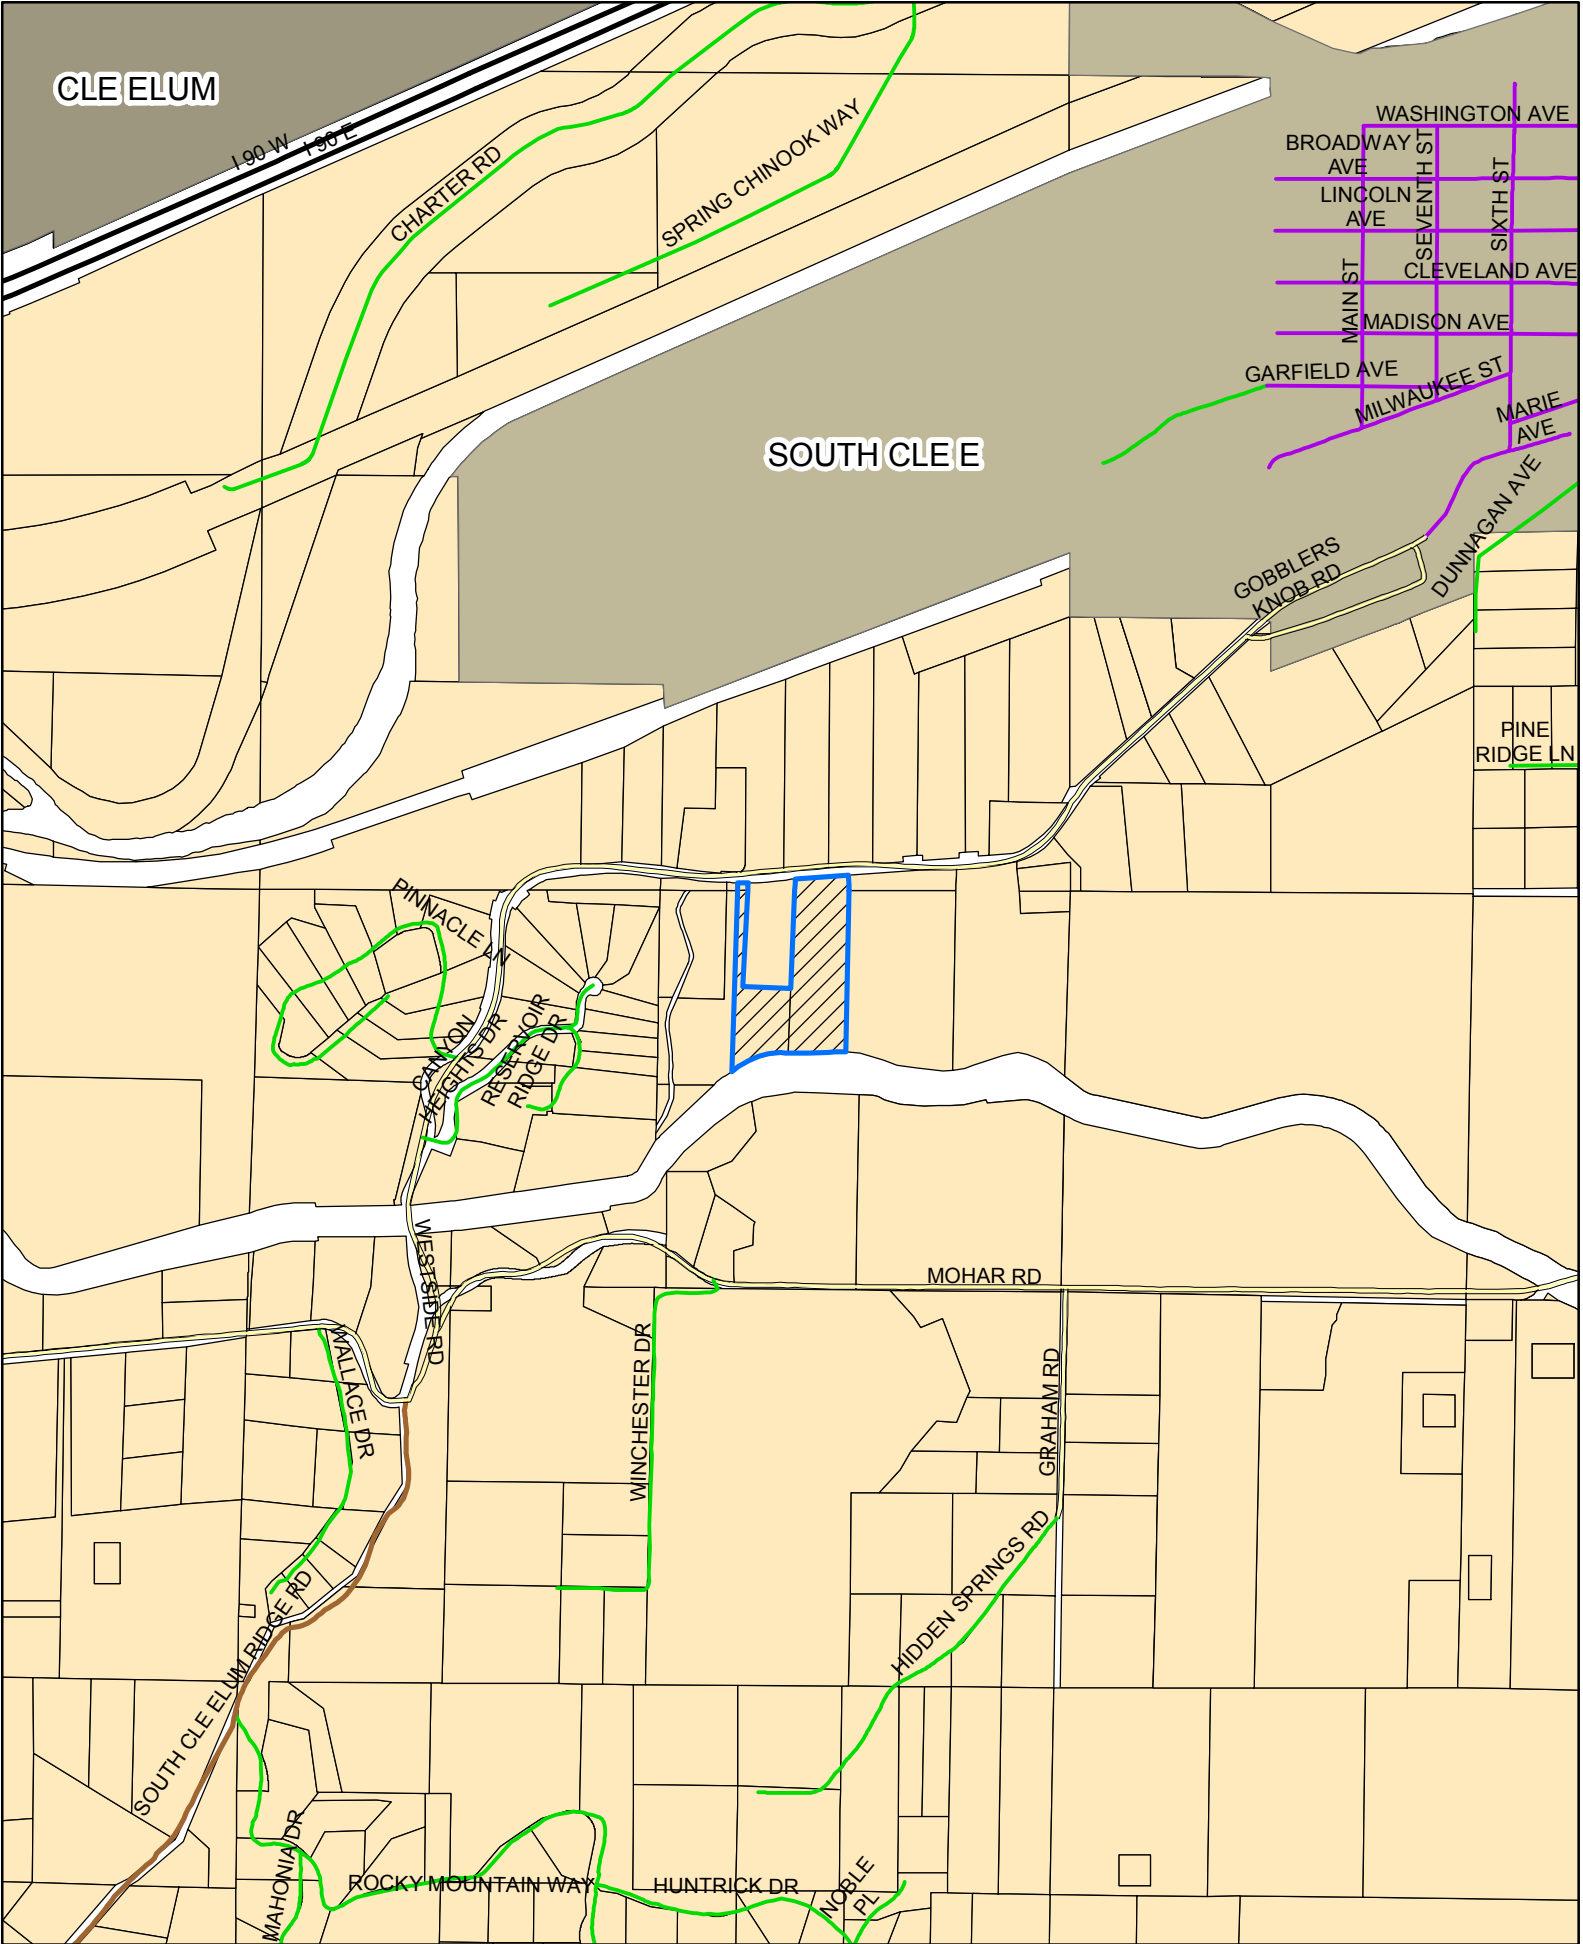 CLE ELUM
I 90 W
I 90 E
CHARTER RD
SPRING CHINOOK WAY
WASHINGTON AVE
BROADWAY
AVE
LINCOLN
AVE
SEVENTH ST
SIXTH ST
CLEVELAND AVE
MAIN ST
MADISON AVE
GARFIELD AVE
MILWAUKEE ST
MARIE
AVE
SOUTH CLE E
DUNNAGAN AVE
GOBBLERS
KNOB RD
PINE
RIDGE LN
PINNACLE LN
CANYON
HEIGHTS DR
RESERVOIR
RIDGE DR
WESTSIDE RD
MOHAR RD
WALLACE DR
WINCHESTER DR
GRAHAM RD
HIDDEN SPRINGS RD
SOUTH CLE ELUM RIDGE RD
MAHONIA DR
ROCKY MOUNTAIN WAY
HUNTRICK DR
NOBLE
PL